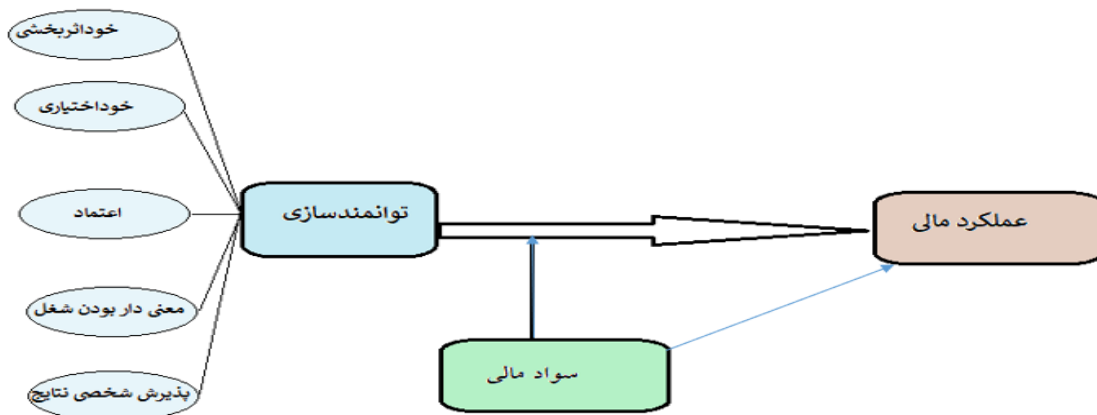 خوداثربخشی
خوداختیاری
اعتماد
معنی دار بودن شغل
پذیرش شخصی نتایج
توانمندسازی
عملکرد مالی
سواد مالی